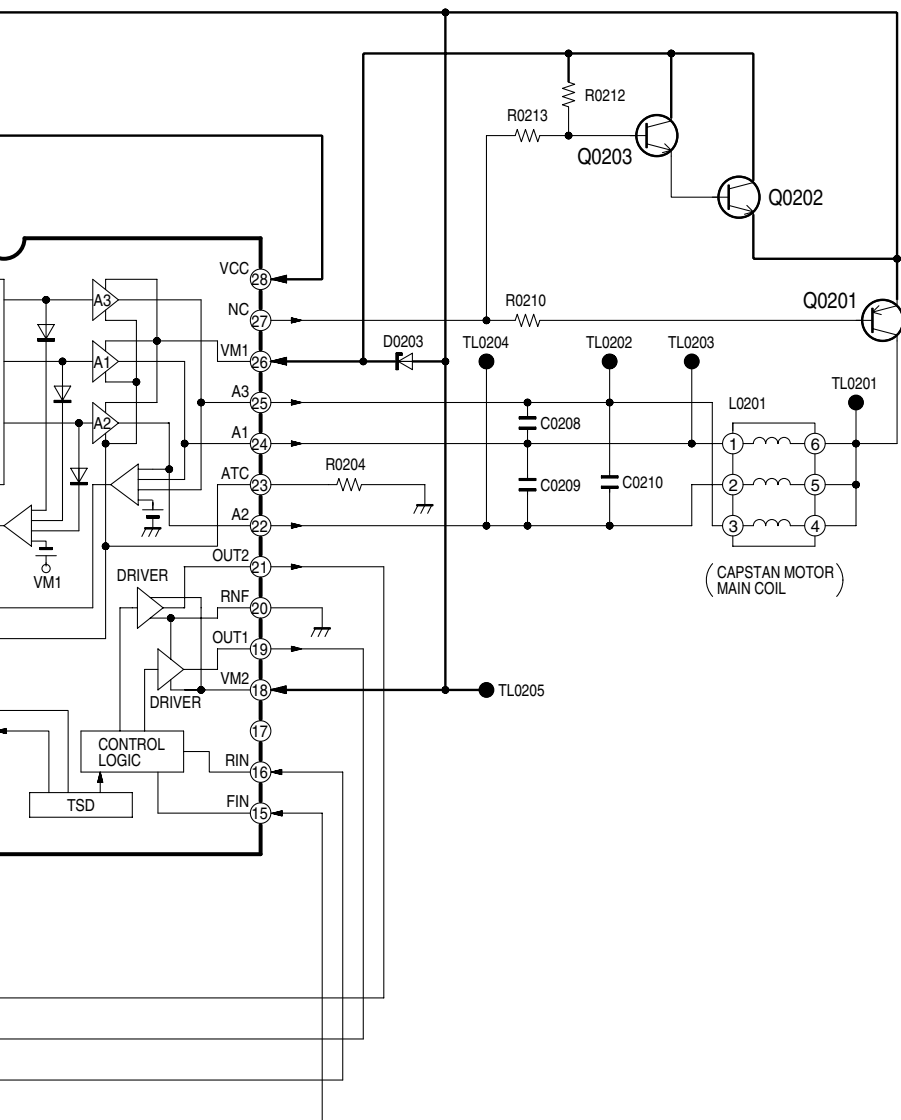 R0212
R0213
Q0203
Q0202
VCC
28
Q0201
A3
NC
27
R0210
D0203
TL0204
TL0202
TL0203
VM1
26
A1
A3
25
L0201
TL0201
A2
C0208
A1
24
1
6
ATC
23
R0204
C0209
C0210
2
5
A2
22
3
4
VM1
OUT2
21
(CAPSTAN MOTOR
MAIN COIL)
DRIVER
RNF
20
OUT1
19
VM2
18
TL0205
DRIVER
17
CONTROL
LOGIC
RIN
16
TSD
FIN
15